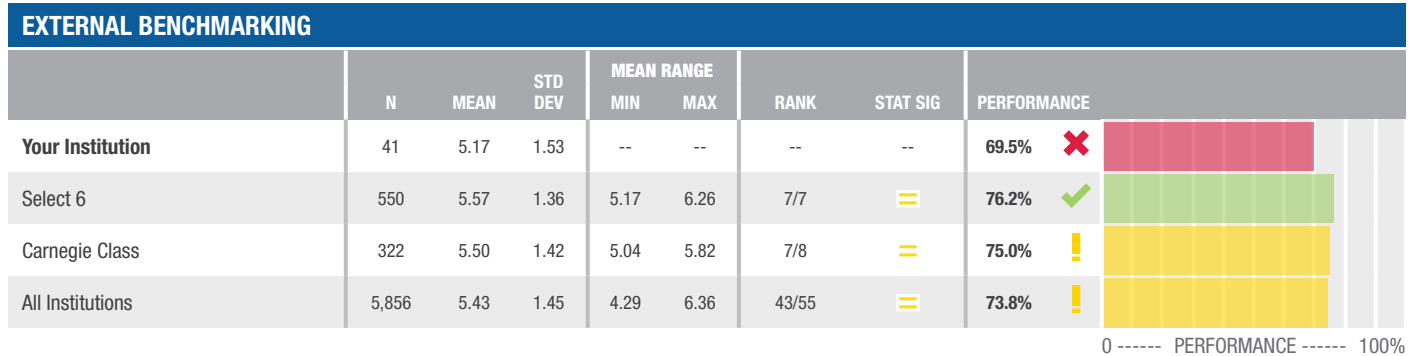 EXTERNAL BENCHMARKING
N MEAN STD DEV MEAN RANGE MIN MAX RANK STAT SIG PERFORMANCE
Your Institution 41 5.17 1.53 -- -- -- -- 69.5%
Select 6 550 5.57 1.36 5.17 6.26 7/7 = 76.2%
Carnegie Class 322 5.50 1.42 5.04 5.82 7/8 = 75.0% !
All Institutions 5,856 5.43 1.45 4.29 6.36 43/55 = 73.8% !
0 ------ PERFORMANCE ------ 100%